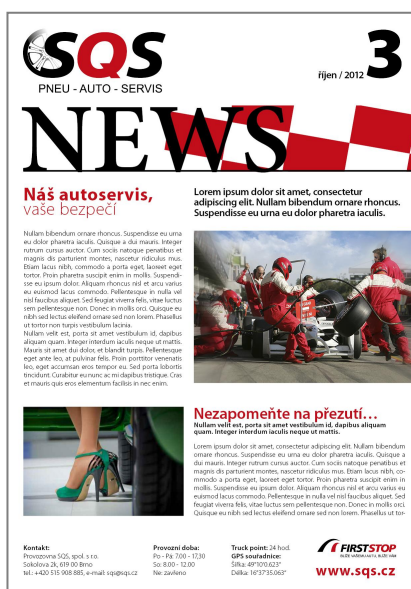 SQS
PNEU - AUTO - SERVIS
říjen / 2012
3
NEWS
Náš autoservis,
vaše bezpečí
Nullam bibendum ornare rhoncus. Suspendisse eu urna
eu dolor pharetra iaculis. Quisque a dui mauris. Integer
rutrum cursus auctor. Cum sociis natoque penatibus et
magnis dis parturient montes, nascetur ridiculus mus.
Etiam lacus nibh, commodo a porta eget, laoreet eget
tortor. Proin pharetra suscipit enim in mollis. Suspendi-
sse eu ipsum dolor. Aliquam rhoncus nisl et arcu varius
eu euismod lacus commodo. Pellentesque in nulla vel
nisl faucibus aliquet. Sed feugiat viverra felis, vitae luctus
sem pellentesque non. Donec in mollis orci. Quisque eu
nibh sed lectus eleifend ornare sed non lorem. Phasellus
ut tortor non turpis vestibulum lacinia.
Nullam velit est, porta sit amet vestibulum id, dapibus
aliquam quam. Integer interdum iaculis neque ut mattis.
Mauris sit amet dui dolor, et blandit turpis. Pellentesque
eget ante leo, at pulvinar felis. Proin porttitor venenatis
leo, eget accumsan eros tempor eu. Sed porta lobortis
tincidunt. Curabitur eu nunc ac mi dapibus tristique. Cras
et mauris quis eros elementum facilisis in nec enim.
Lorem ipsum dolor sit amet, consectetur
adipiscing elit. Nullam bibendum ornare rhoncus.
Suspendisse eu urna eu dolor pharetra iaculis.
Nezapomeňte na přezutí…
Nullam velit est, porta sit amet vestibulum id, dapibus aliquam
quam. Integer interdum iaculis neque ut mattis.
Lorem ipsum dolor sit amet, consectetur adipiscing elit. Nullam bibendum
ornare rhoncus. Suspendisse eu urna eu dolor pharetra iaculis. Quisque a
dui mauris. Integer rutrum cursus auctor. Cum sociis natoque penatibus et
magnis dis parturient montes, nascetur ridiculus mus. Etiam lacus nibh, co-
mmodo a porta eget, laoreet eget tortor. Proin pharetra suscipit enim in
mollis. Suspendisse eu ipsum dolor. Aliquam rhoncus nisl et arcu varius eu
euismod lacus commodo. Pellentesque in nulla vel nisl faucibus aliquet. Sed
feugiat viverra felis, vitae luctus sem pellentesque non. Donec in mollis orci.
Quisque eu nibh sed lectus eleifend ornare sed non lorem. Phasellus ut tor-
Kontakt:
Provozovna SQS, spol. s r.o.
Sokolova 2k, 619 00 Brno
tel.: +420 515 908 885, e-mail: sqs@sqs.cz
Provozní doba:
Po - Pá: 7.00 - 17,30
So: 8.00 - 12.00
Ne: zavřeno
Truck point: 24 hod.
GPS souřadnice:
Šířka: 49°10'0.623"
Délka: 16°37'35.063"
FIRSTSTOP
www.sqs.cz